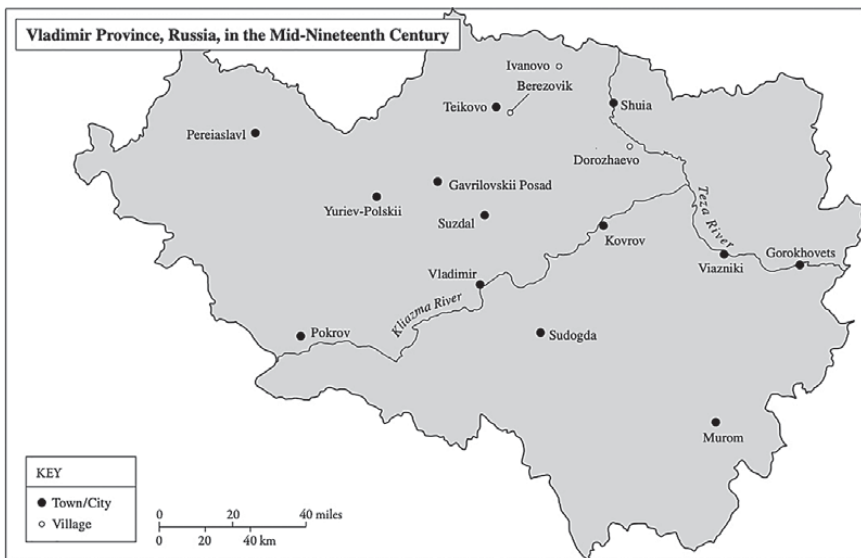 Vladimir Province, Russia, in the Mid-Nineteenth Century
Ivanovo
Berezovik
Teikovo
Shuia
Pereiaslavl
Dorozhaevo
Gavrilovskii Posad
Yuriev-Polskii
Suzdal
Teza River
Kovrov
Viazniki
Gorokhovets
Vladimir
Kliazma River
Pokrov
Sudogda
Murom
KEY
Town/City
Village
0 20 40 miles
0 20 40 km